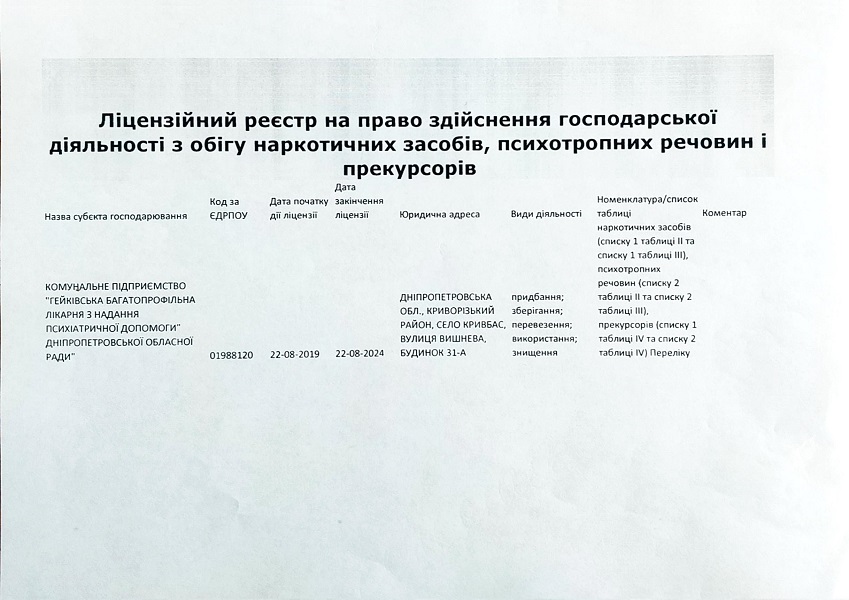 Ліцензійний реєстр на право здійснення господарської
діяльності з обігу наркотичних засобів, психотропних речовин і
прекурсорів
Назва субєкта господарювання
Код за
ЄДРПОУ
Дата початку
дії ліцензії
Дата
закінчення
ліцензії
Юридична адреса
Види діяльності
Номенклатура/список
таблиці
Коментар
КОМУНАЛЬНЕ ПІДПРИЄМСТВО
"ГЕЙКІВСЬКА БАГАТОПРОФІЛЬНА
ЛІКАРНЯ З НАДАННЯ
ПСИХІАТРИЧНОЇ ДОПОМОГИ"
ДНІПРОПЕТРОВСЬКОЇ ОБЛАСНОЇ
РАДИ"
01988120
22-08-2019
22-08-2024
ДНІПРОПЕТРОВСЬКА
ОБЛ., КРИВОРІЗЬКИЙ
РАЙОН, СЕЛО КРИВБАС,
ВУЛИЦЯ ВИШНЕВА,
БУДИНОК 31-А
придбання;
зберігання;
перевезення;
використання;
знищення
наркотичних засобів
(списку 1 таблиці II та
списку 1 таблиці III),
психотропних
речовин (списку 2
таблиці II та списку 2
таблиці III),
прекурсорів (списку 1
таблиці IV та списку 2
таблиці IV) Переліку